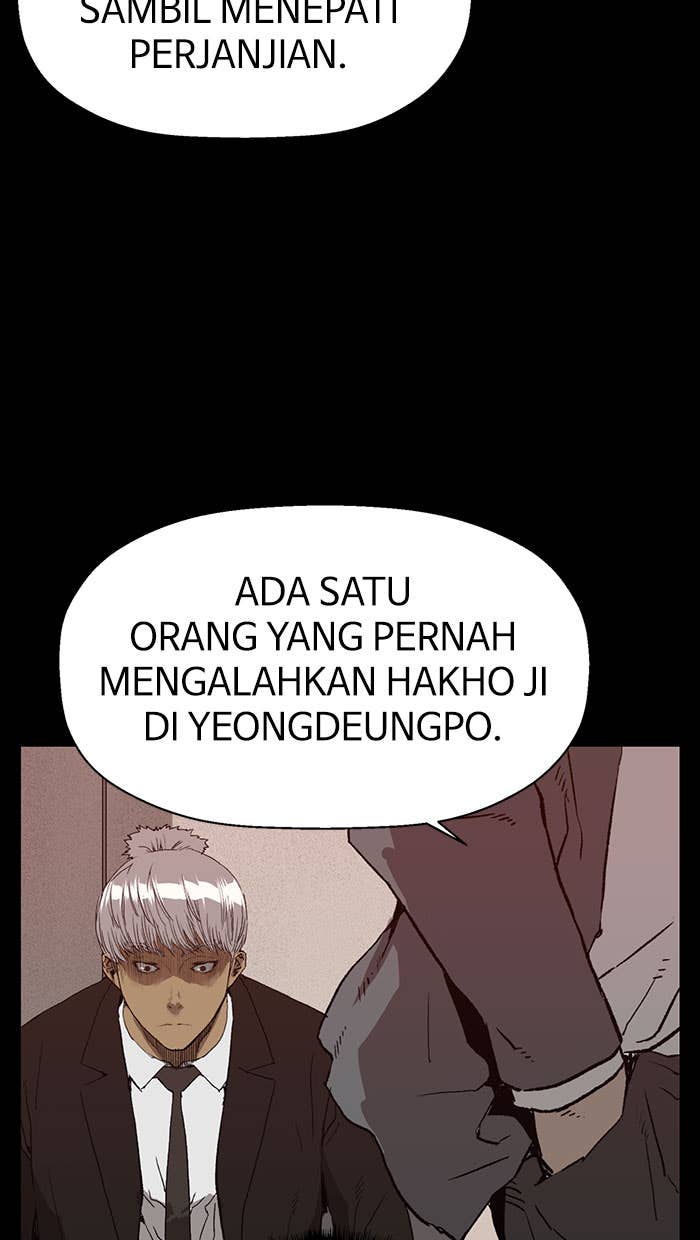 SAMBIL MENEPATI
PERJANJIAN.
ADA SATU
ORANG YANG PERNAH
MENGALAHKAN HAKHO JI
DI YEONGDEUNGPO.